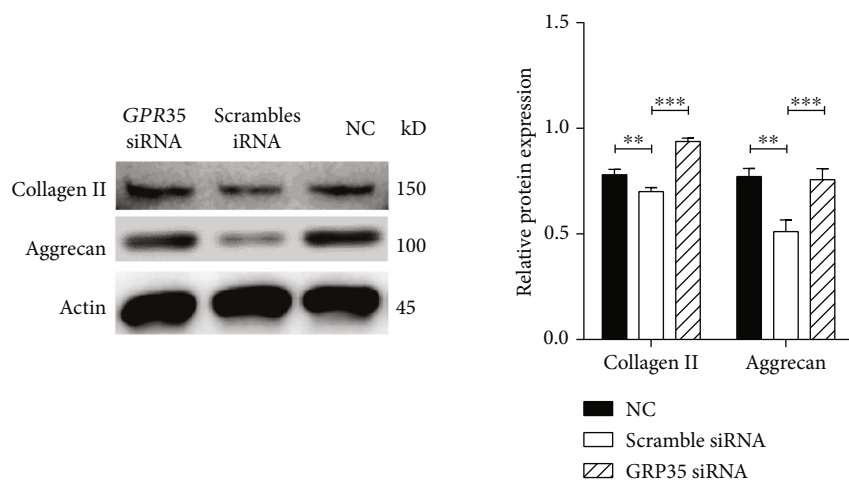 GPR35
siRNA
Scrambles
iRNA
NC
kD
Collagen II
150
Aggrecan
100
Actin
45
Relative protein expression
1.5
1.0
0.5
0.0
**
***
**
***
Collagen II
Aggrecan
NC
Scramble siRNA
GRP35 siRNA